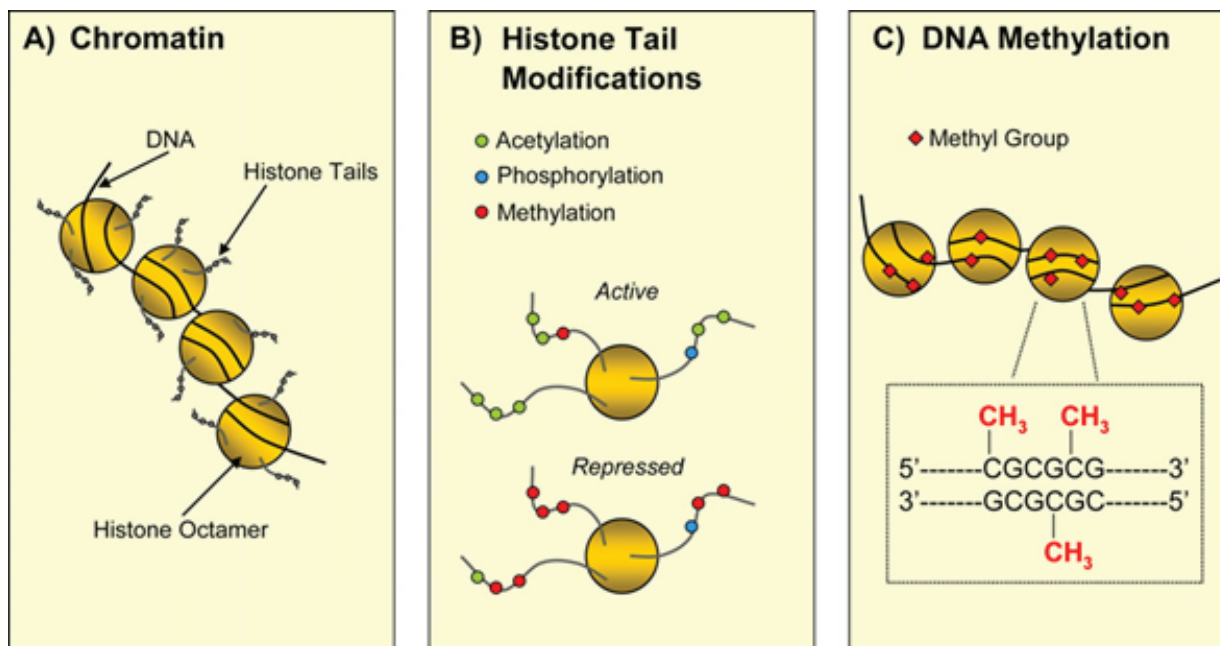 A) Chromatin
DNA
Histone Tails
Histone Octamer
B) Histone Tail
Modifications
Acetylation
Phosphorylation
Methylation
Active
Repressed
C) DNA Methylation
Methyl Group
CH3 CH3
5’-------CGCGCG-------3’
3’-------GCGCGC-------5’
CH3